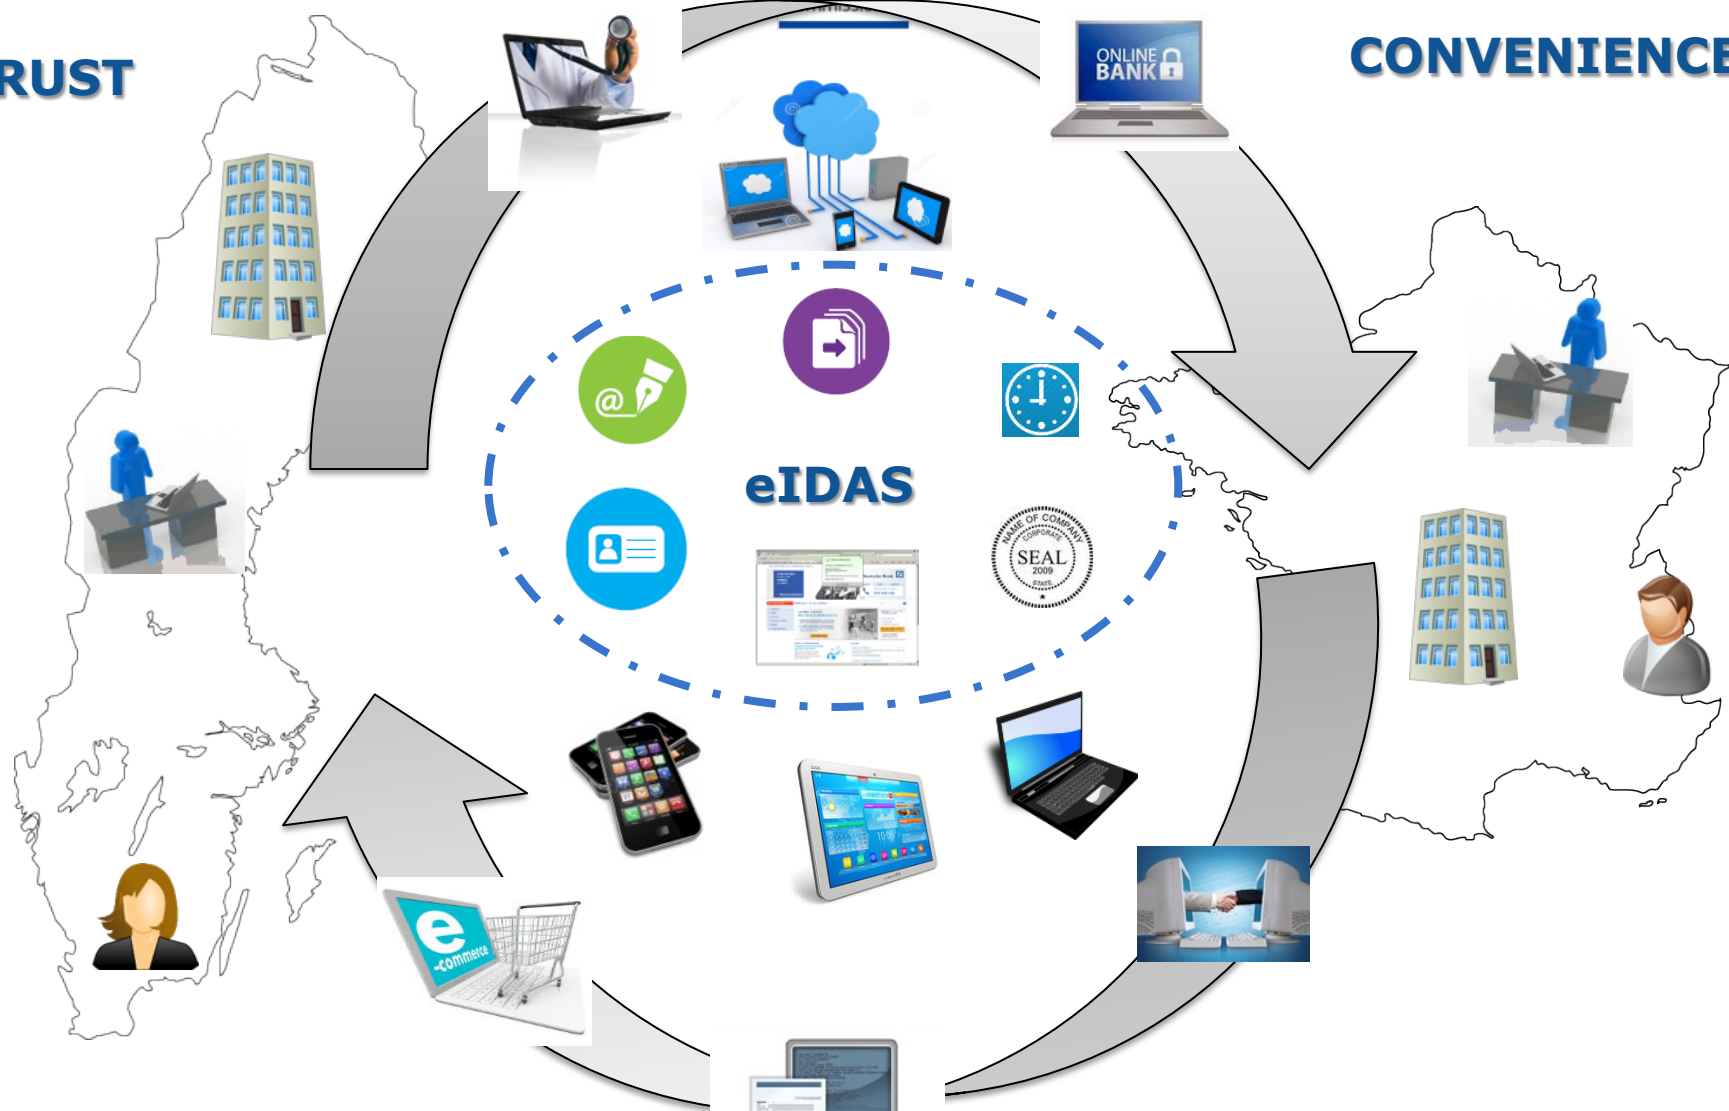 RUST
CONVENIENCE
ONLINE
BANK
@
eIDAS
NAME OF COMPANY
CORPORATE
SEAL
2009
STATE
e
-commerce